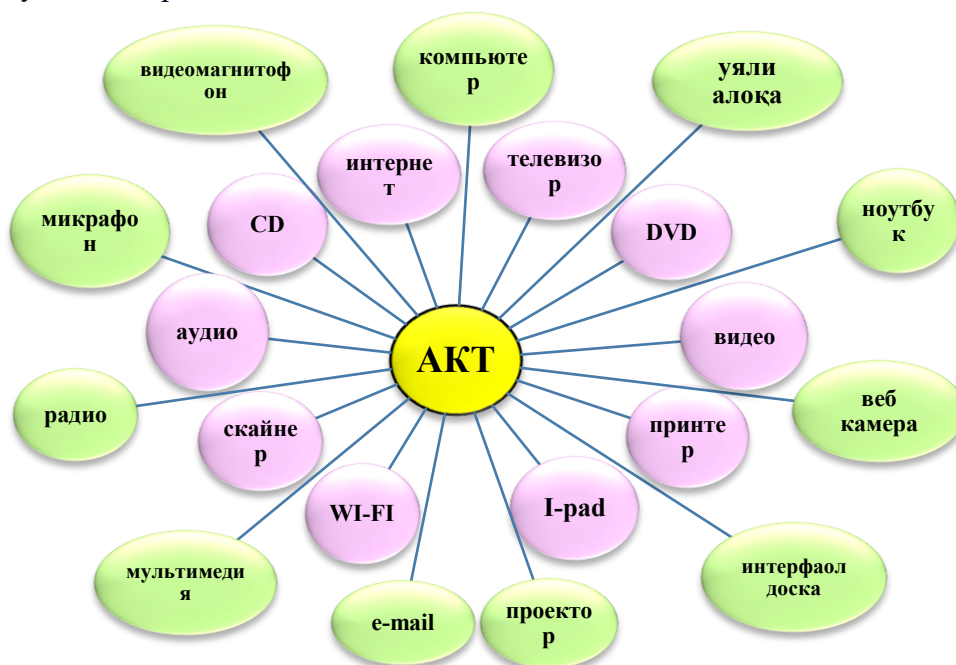 видеомагнитоф
он
компьюте
р
уяли
алоқа
интерне
т
телевизо
р
микрафо
н
CD
DVD
ноутбу
к
аудио
АКТ
видео
радио
скайне
р
принте
р
веб
камера
WI-FI
I-pad
мультимеди
я
e-mail
проекто
р
интерфаол
доска